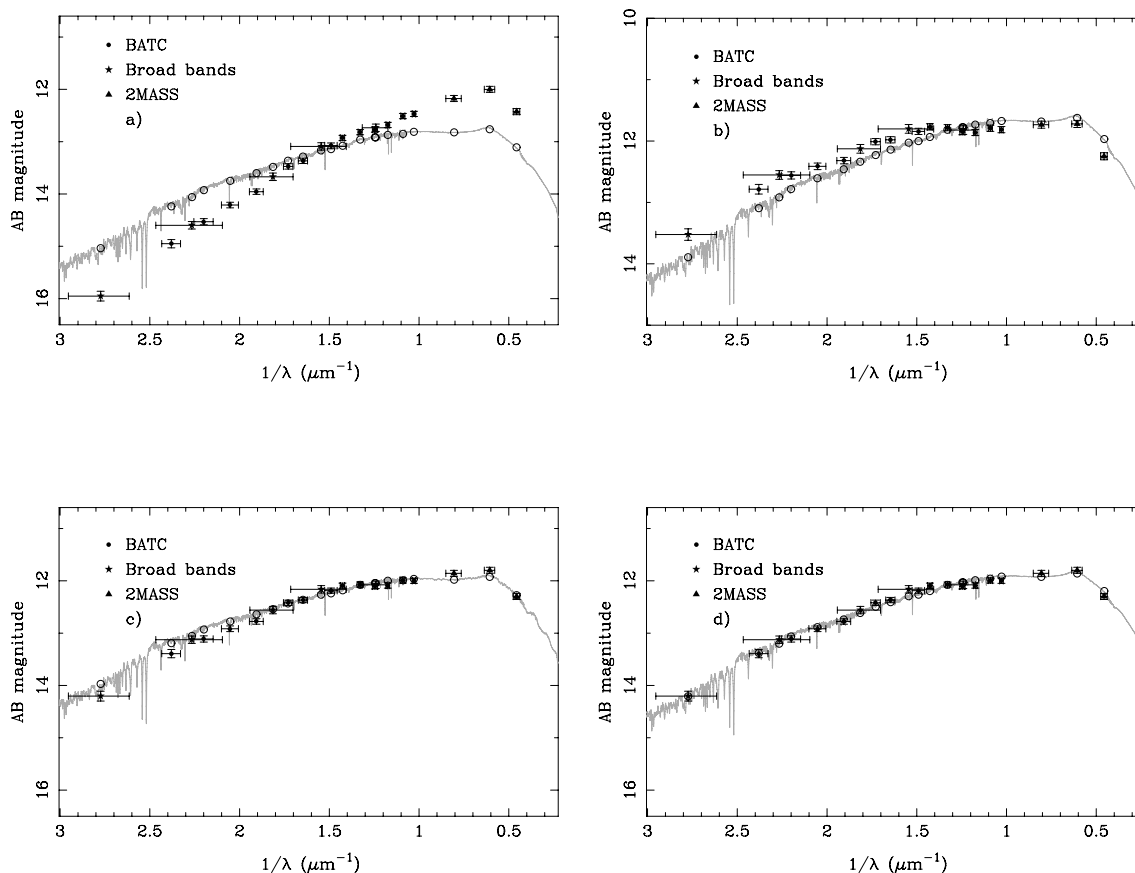 12
14
16
AB magnitude
BATC
Broad bands
2MASS
a)
3
2.5
2
1.5
1
0.5
1/λ (μm⁻¹)
10
12
14
AB magnitude
BATC
Broad bands
2MASS
b)
3
2.5
2
1.5
1
0.5
1/λ (μm⁻¹)
12
14
16
AB magnitude
BATC
Broad bands
2MASS
c)
3
2.5
2
1.5
1
0.5
1/λ (μm⁻¹)
12
14
16
AB magnitude
BATC
Broad bands
2MASS
d)
3
2.5
2
1.5
1
0.5
1/λ (μm⁻¹)